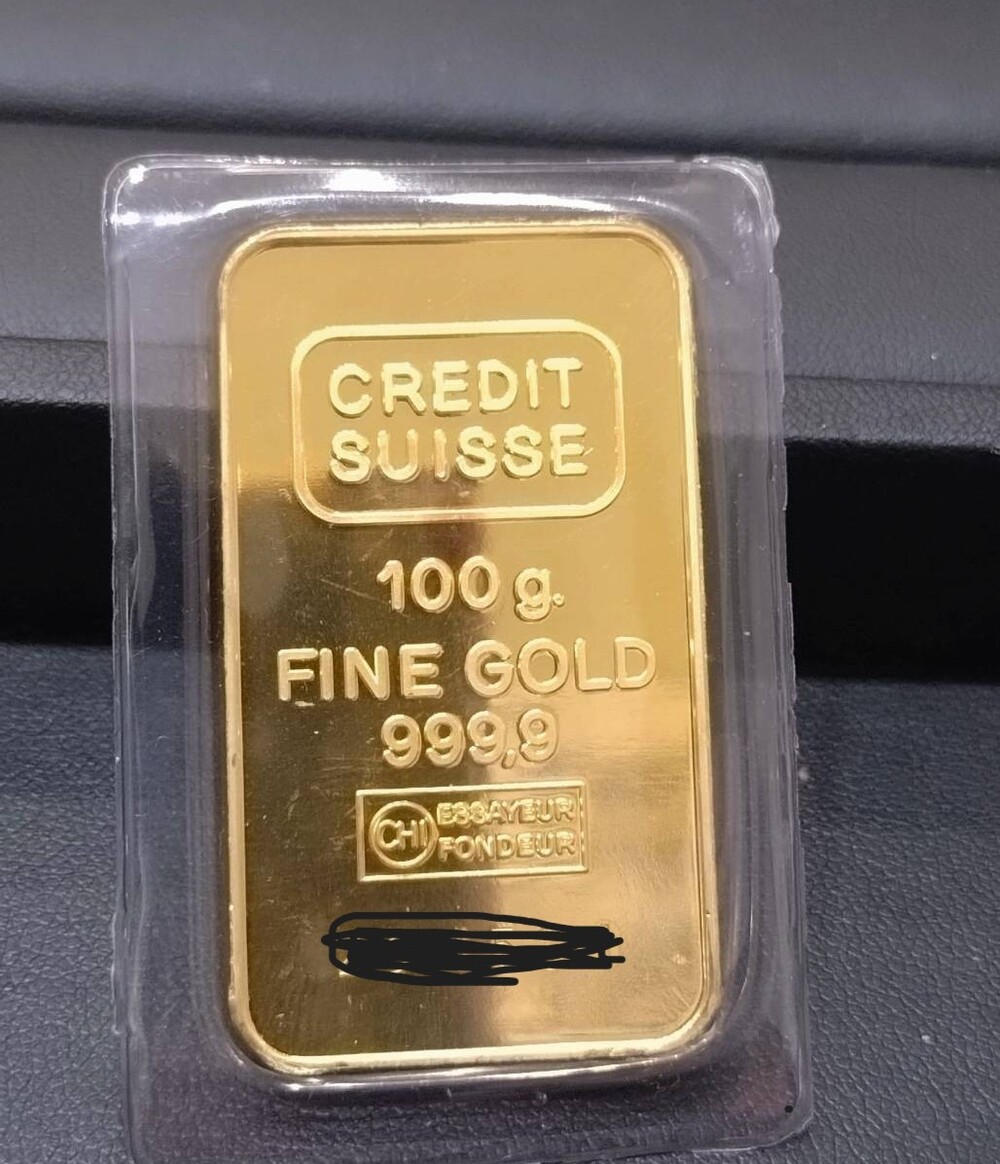 CREDIT
SUISSE
100 g.
FINE GOLD
999,9
CHI ESSAYEUR
FONDEUR